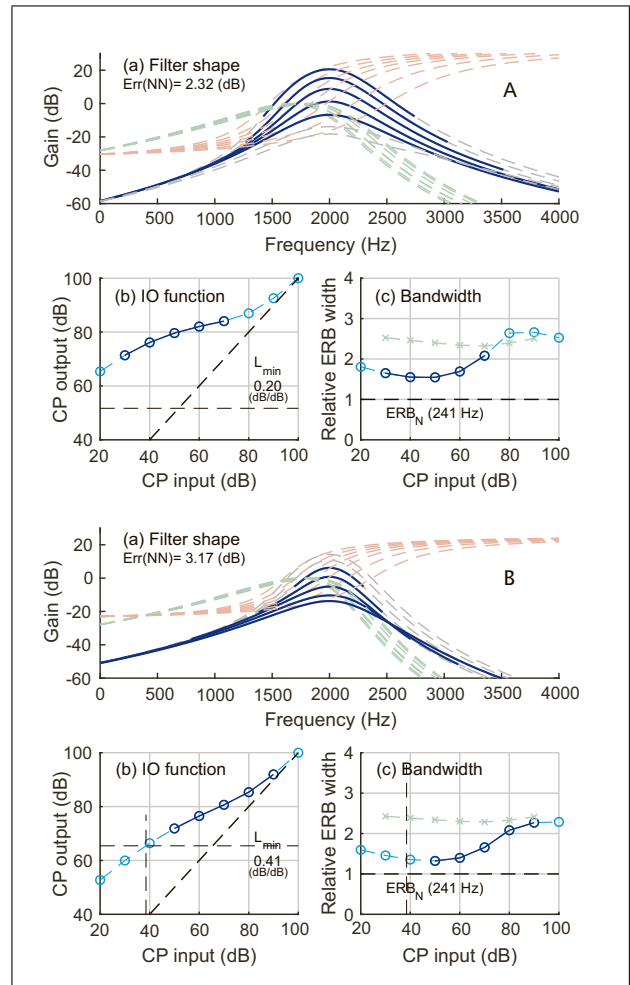 (a) Filter shape
Err(NN)= 2.32 (dB)
A
Gain (dB)
20
0
-20
-40
-60
0 500 1000 1500 2000 2500 3000 3500 4000
Frequency (Hz)
(b) IO function
CP output (dB)
100
80
60
40
L min
0.20
(dB/dB)
20 40 60 80 100
CP input (dB)
(c) Bandwidth
Relative ERB width
4
3
2
1
0
ERB N (241 Hz)
20 40 60 80 100
CP input (dB)
(a) Filter shape
Err(NN)= 3.17 (dB)
B
Gain (dB)
20
0
-20
-40
-60
0 500 1000 1500 2000 2500 3000 3500 4000
Frequency (Hz)
(b) IO function
CP output (dB)
100
80
60
40
L min
0.41
(dB/dB)
20 40 60 80 100
CP input (dB)
(c) Bandwidth
Relative ERB width
4
3
2
1
0
ERB N (241 Hz)
20 40 60 80 100
CP input (dB)